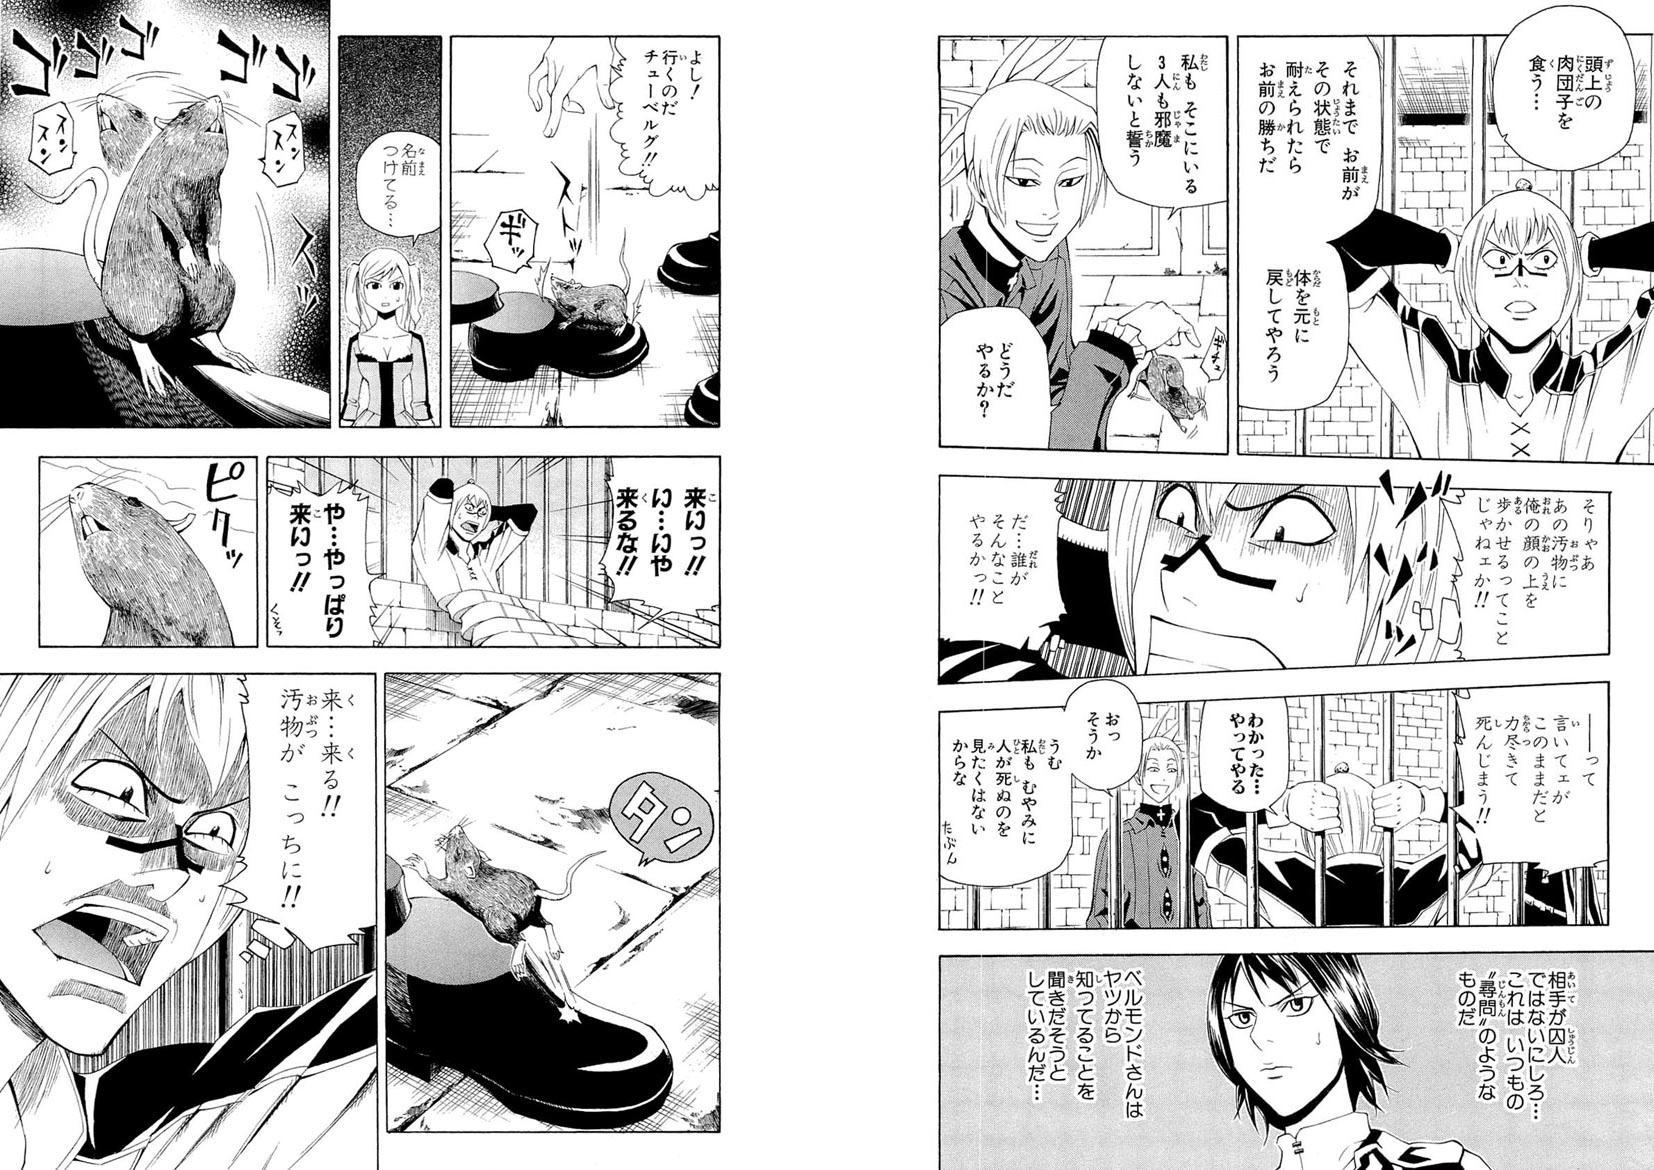 頭上の
肉団子を
食う…
それまで お前が
その状態で
耐えられたら
お前の勝ちだ
体を元に
戻してやろう
私も そこにいる
3人も邪魔
しないと誓う
ギチュッ
どうだ
やるか？
そりゃあ
あの汚物に
俺の顔の上を
歩かせるってこと
じゃねェか!!
だ…誰が
そんなこと
やるかっ!!
――って
言いてェが
このままだと
力尽きて
死んじまう!!
わかった…
やってやる
おっ
そうか
うむ
私も むやみに
人が死ぬのを
見たくはない
からな
たぶん
相手が囚人
ではないにしろ…
これは いつもの
“尋問”のような
ものだ
ベルモンドさんは
ヤツから
知ってることを
聞きだそうと
しているんだ…
よし！
行くのだ
チューベルグ!!
ギッ
スッ
名前
つけてる…
ゴゴゴ
ゴゴ
スン
スン
スン
スン
スッ
来いっ!!
い…いや
来るな!!
や…やっぱり
来いっ!!
くそっ
ピクッ
タン
来…来る!!
汚物が こっちに!!